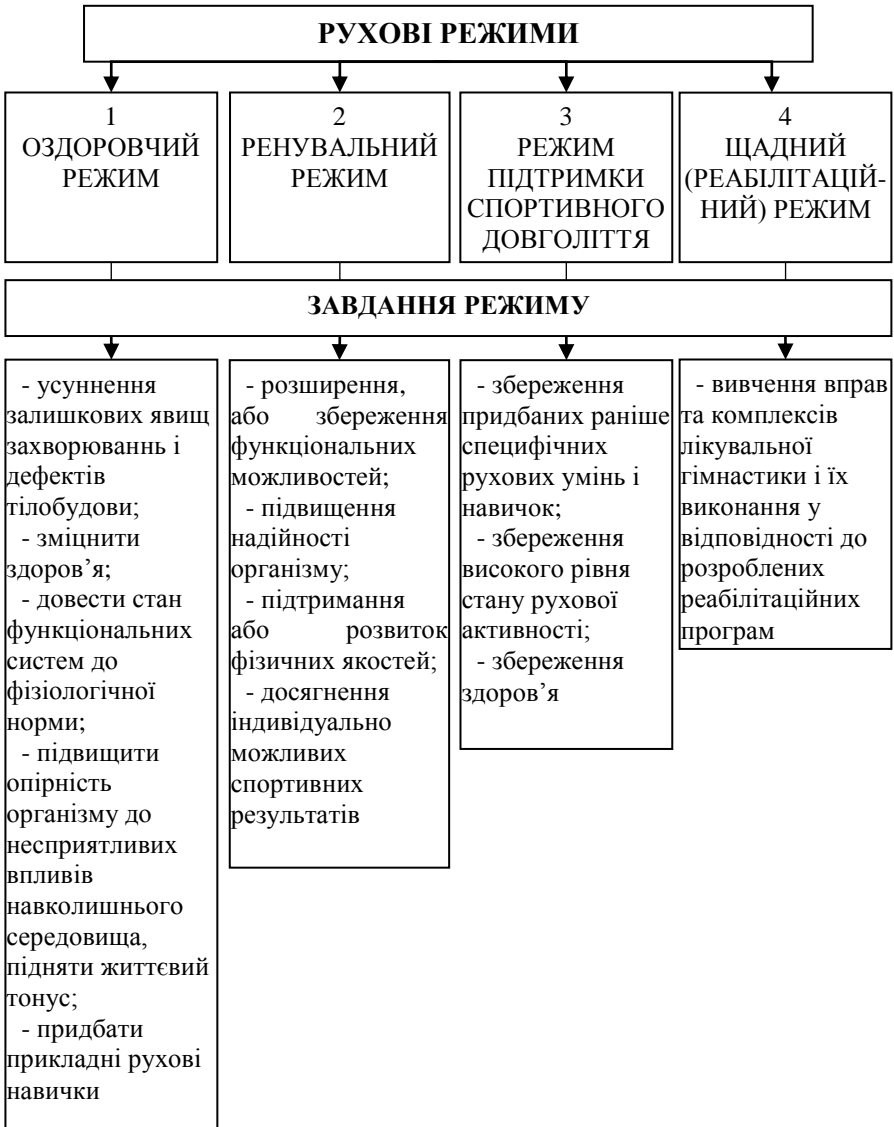 РУХОВІ РЕЖИМИ
1
ОЗДОРОВЧИЙ
РЕЖИМ
2
РЕНУВАЛЬНИЙ
РЕЖИМ
3
РЕЖИМ
ПІДТРИМКИ
СПОРТИВНОГО
ДОВГОЛІТТЯ
4
ЩАДНИЙ
(РЕАБІЛІТАЦІЙ-
НИЙ) РЕЖИМ
ЗАВДАННЯ РЕЖИМУ
- усуннення
залишкових явищ
захворюваннь і
дефектів
тілобудови;
- зміцнити
здоров’я;
- довести стан
функціональних
систем до
фізіологічної
норми;
- підвищити
опірність
організму до
несприятливих
впливів
навколишнього
середовища,
підняти життєвий
тонус;
- придбати
прикладні рухові
навички
- розширення,
або збереження
функціональних
можливостей;
- підвищення
надійності
організму;
- підтримання
або розвиток
фізичних якостей;
- досягнення
індивідуально
можливих
спортивних
результатів
- збереження
придбаних раніше
специфічних
рухових умінь і
навичок;
- збереження
високого рівня
стану рухової
активності;
- збереження
здоров’я
- вивчення вправ
та комплексів
лікувальної
гімнастики і їх
виконання у
відповідності до
розроблених
реабілітаційних
програм